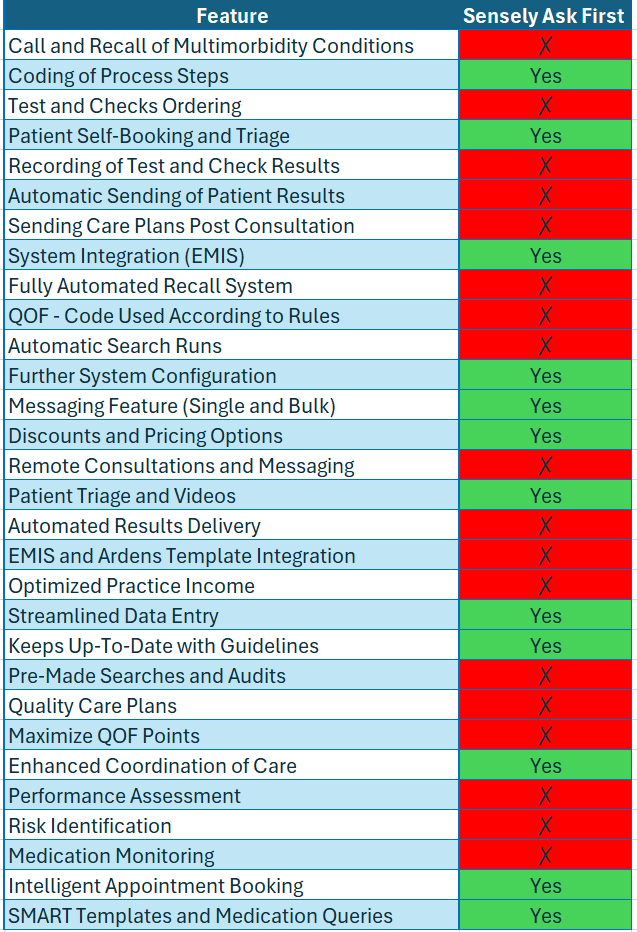 Feature Sensely Ask First
Call and Recall of Multimorbidity Conditions X
Coding of Process Steps Yes
Test and Checks Ordering X
Patient Self-Booking and Triage Yes
Recording of Test and Check Results X
Automatic Sending of Patient Results X
Sending Care Plans Post Consultation X
System Integration (EMIS) Yes
Fully Automated Recall System X
QOF - Code Used According to Rules X
Automatic Search Runs X
Further System Configuration Yes
Messaging Feature (Single and Bulk) Yes
Discounts and Pricing Options Yes
Remote Consultations and Messaging X
Patient Triage and Videos Yes
Automated Results Delivery X
EMIS and Ardens Template Integration X
Optimized Practice Income X
Streamlined Data Entry Yes
Keeps Up-To-Date with Guidelines Yes
Pre-Made Searches and Audits X
Quality Care Plans X
Maximize QOF Points X
Enhanced Coordination of Care Yes
Performance Assessment X
Risk Identification X
Medication Monitoring X
Intelligent Appointment Booking Yes
SMART Templates and Medication Queries Yes